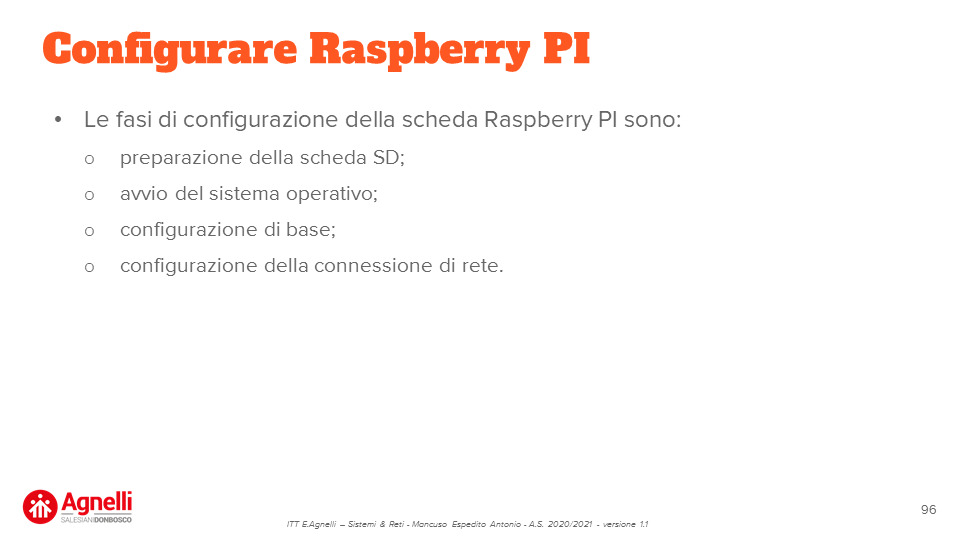 Configurare Raspberry PI
• Le fasi di configurazione della scheda Raspberry PI sono:
o preparazione della scheda SD;
o avvio del sistema operativo;
o configurazione di base;
o configurazione della connessione di rete.
Agnelli
SALESIANI DONBOSCO
ITT E.Agnelli – Sistemi & Reti - Mancuso Espedito Antonio - A.S. 2020/2021 - versione 1.1
96